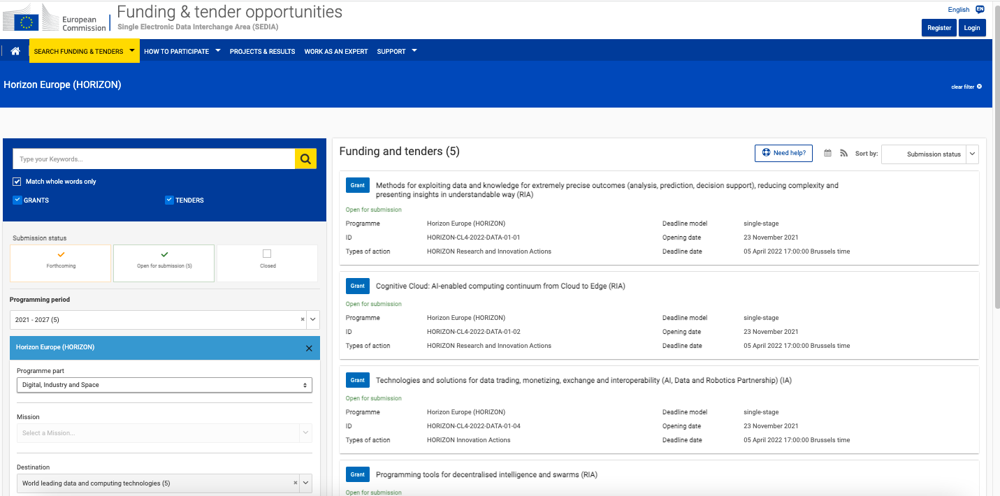 European
Commission
Funding & tender opportunities
Single Electronic Data Interchange Area (SEDIA)
English EN
Register Login
SEARCH FUNDING & TENDERS HOW TO PARTICIPATE PROJECTS & RESULTS WORK AS AN EXPERT SUPPORT
Horizon Europe (HORIZON)
clear filter
Type your Keywords...
Match whole words only
GRANTS TENDERS
Submission status
Forthcoming Open for submission (5) Closed
Programming period
2021 - 2027 (5)
Horizon Europe (HORIZON)
Programme part
Digital, Industry and Space
Mission
Select a Mission...
Destination
World leading data and computing technologies (5)
Funding and tenders (5)
Need help? Sort by: Submission status
Grant Methods for exploiting data and knowledge for extremely precise outcomes (analysis, prediction, decision support), reducing complexity and
presenting insights in understandable way (RIA)
Open for submission
Programme Horizon Europe (HORIZON) Deadline model single-stage
ID HORIZON-CL4-2022-DATA-01-01 Opening date 23 November 2021
Types of action HORIZON Research and Innovation Actions Deadline date 05 April 2022 17:00:00 Brussels time
Grant Cognitive Cloud: AI-enabled computing continuum from Cloud to Edge (RIA)
Open for submission
Programme Horizon Europe (HORIZON) Deadline model single-stage
ID HORIZON-CL4-2022-DATA-01-02 Opening date 23 November 2021
Types of action HORIZON Research and Innovation Actions Deadline date 05 April 2022 17:00:00 Brussels time
Grant Technologies and solutions for data trading, monetizing, exchange and interoperability (AI, Data and Robotics Partnership) (IA)
Open for submission
Programme Horizon Europe (HORIZON) Deadline model single-stage
ID HORIZON-CL4-2022-DATA-01-04 Opening date 23 November 2021
Types of action HORIZON Innovation Actions Deadline date 05 April 2022 17:00:00 Brussels time
Grant Programming tools for decentralised intelligence and swarms (RIA)
Open for submission